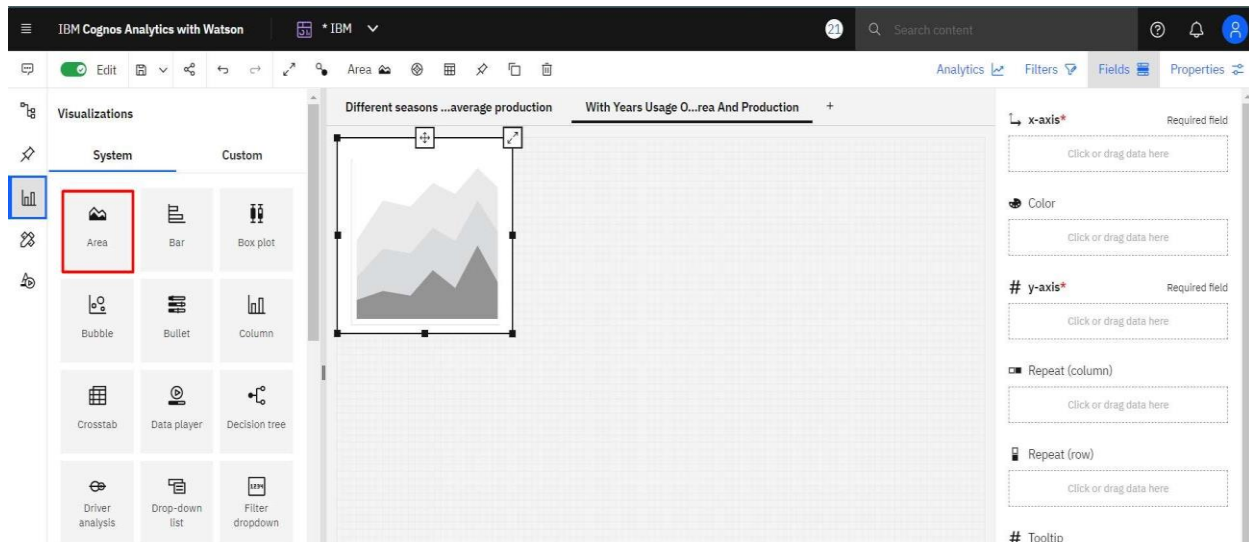 IBM Cognos Analytics with Watson
* IBM
21
Search content
Edit
Area
Analytics
Filters
Fields
Properties
Visualizations
System
Custom
Area
Bar
Box plot
Bubble
Bullet
Column
Crosstab
Data player
Decision tree
Driver analysis
Drop-down list
1234
Filter dropdown
Different seasons ...average production
With Years Usage O...rea And Production
+
x-axis*
Required field
Click or drag data here
Color
Click or drag data here
# y-axis*
Required field
Click or drag data here
Repeat (column)
Click or drag data here
Repeat (row)
Click or drag data here
# Tooltip